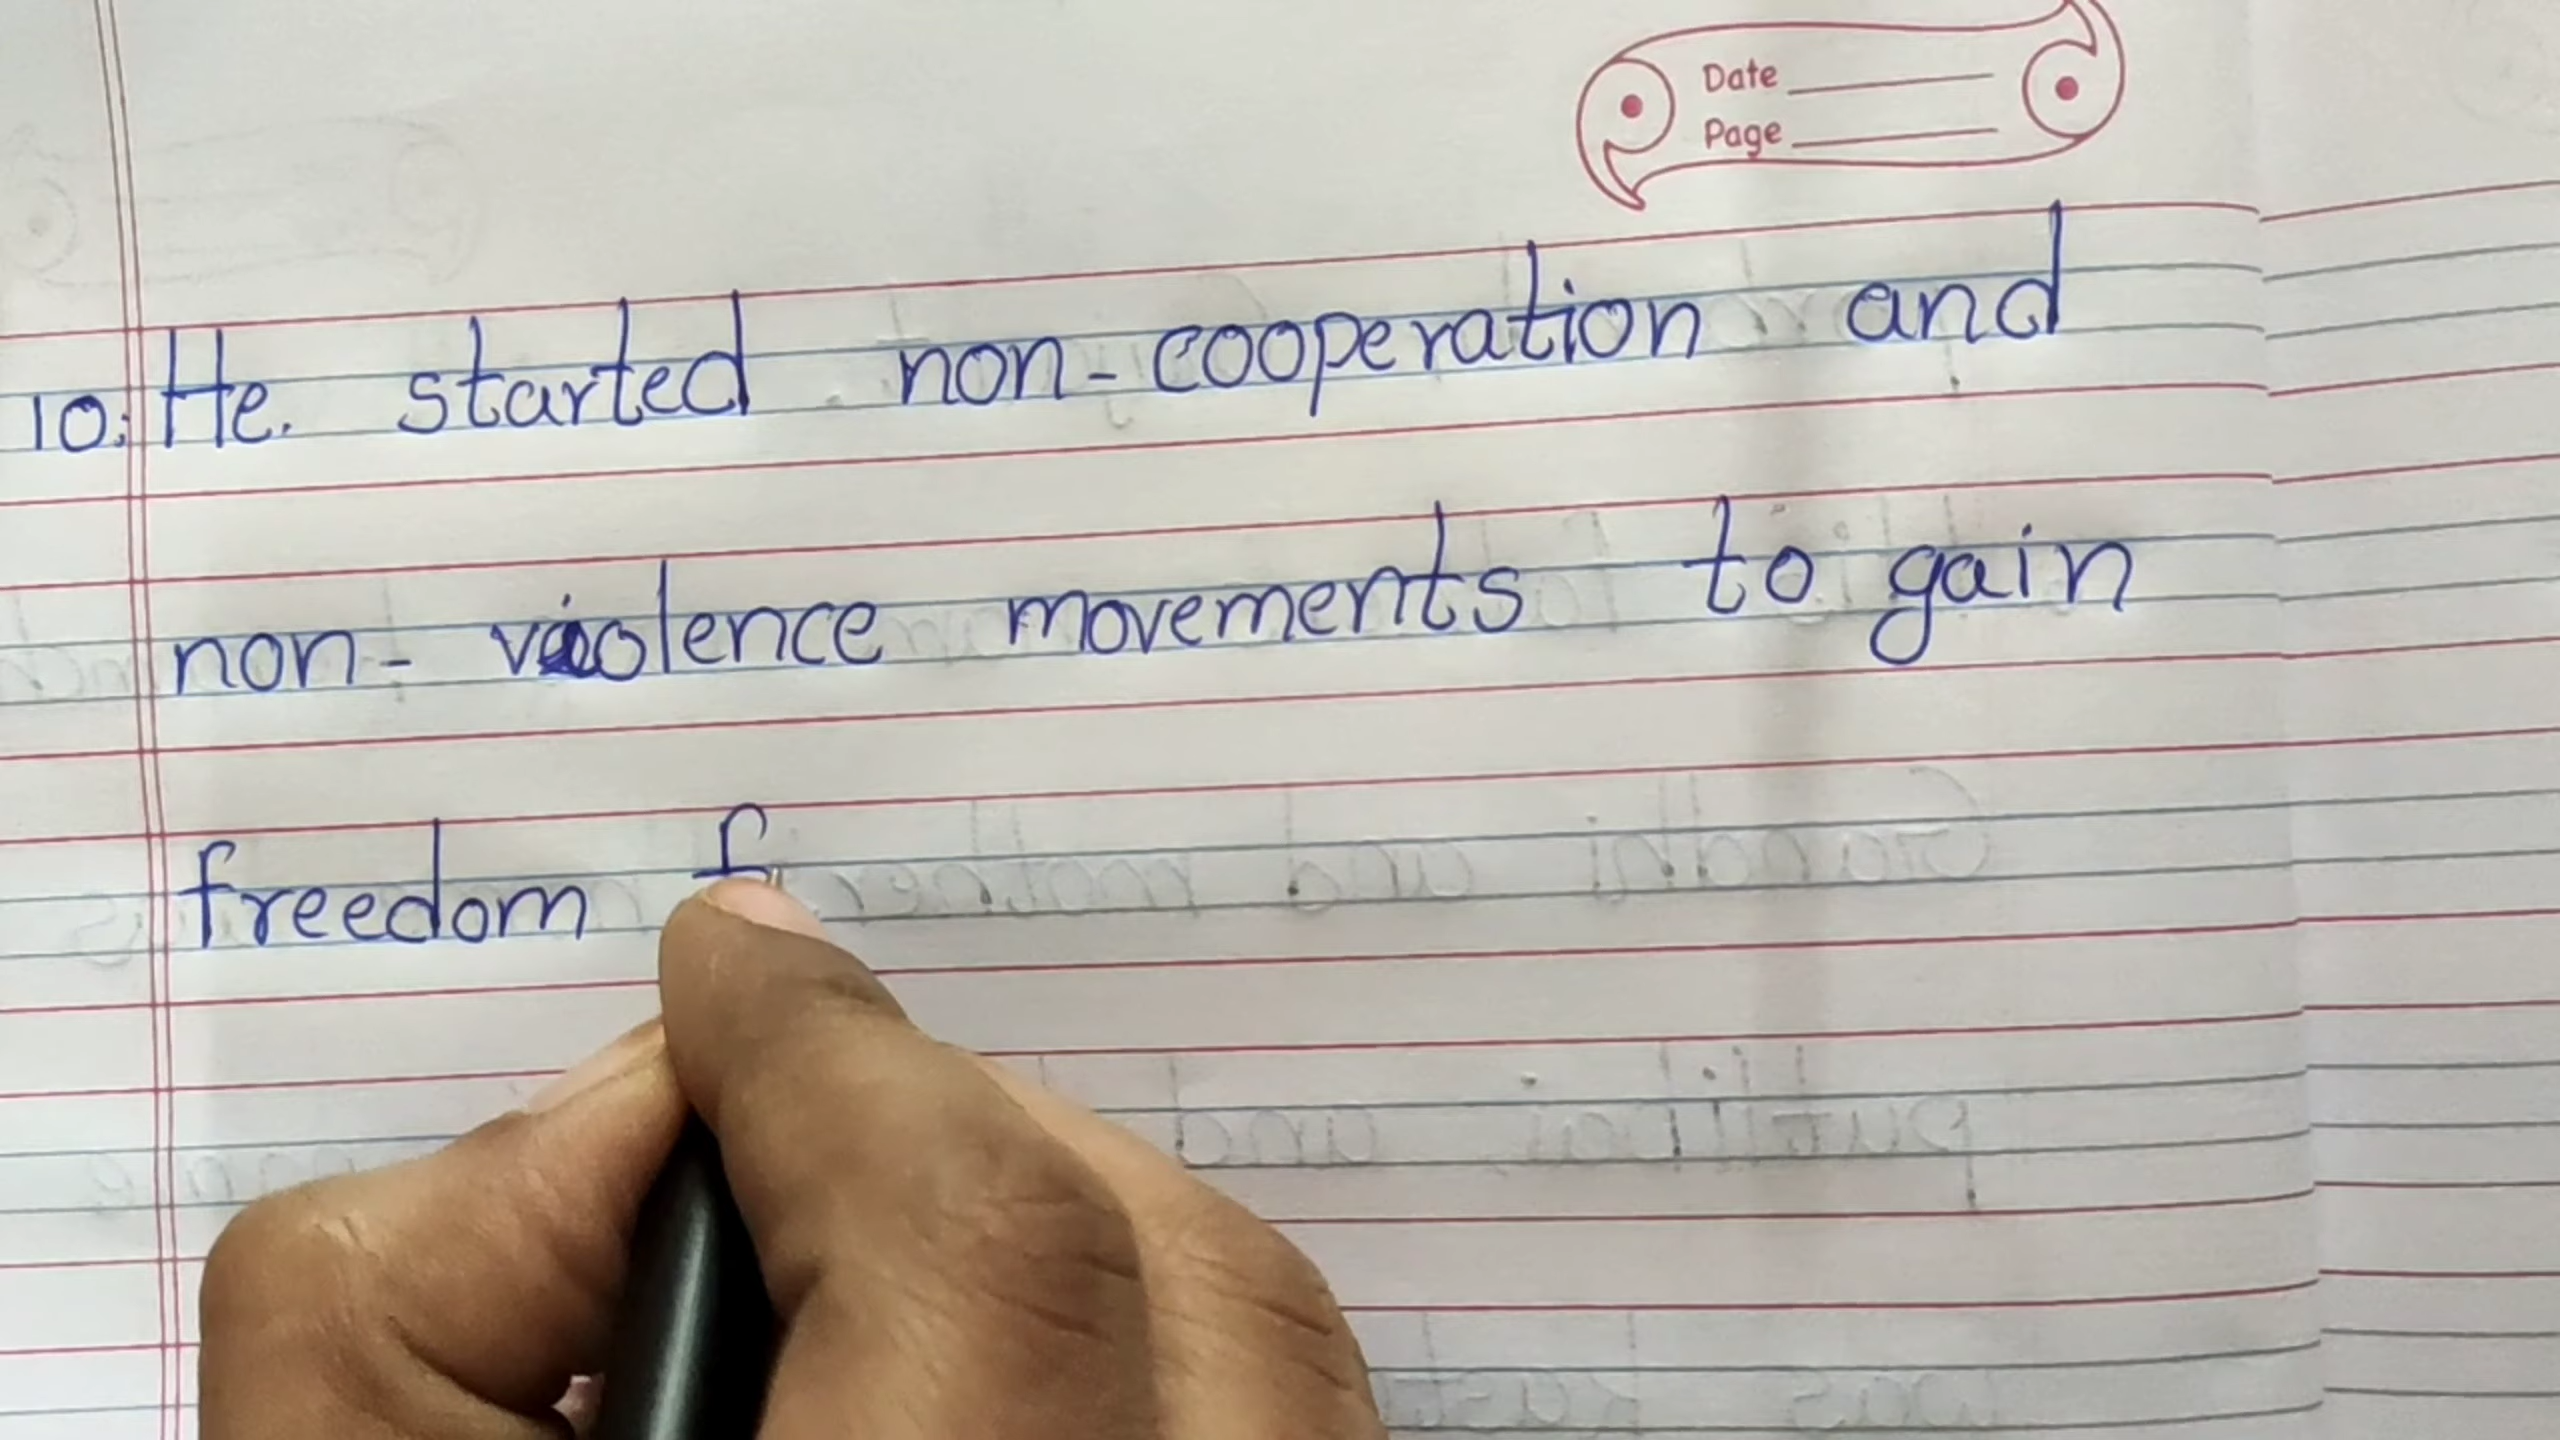 Date
Page
10. He. started non-cooperation and
non- violence movements to gain
freedom f